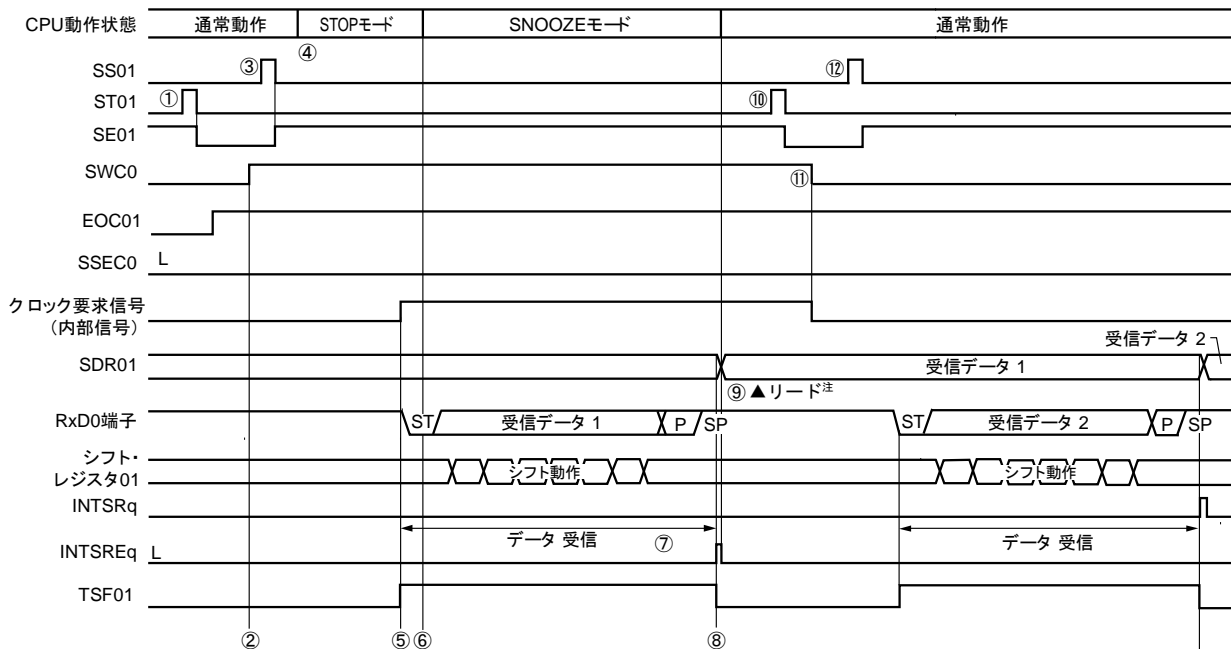 CPU動作状態 通常動作 STOPモード SNOOZEモード 通常動作
④
SS01 ③ ⑫
ST01 ① ⑩
SE01
SWC0 ⑪
EOC01
SSEC0 L
クロック要求信号
(内部信号)
受信データ 2
SDR01 受信データ 1
⑨ ▲リード注
RxD0端子 ST 受信データ 1 P SP ST 受信データ 2 P SP
シフト・
レジスタ01 シフト動作 シフト動作
INTSRq
データ 受信 ⑦ データ 受信
INTSREq L
TSF01
② ⑤ ⑥ ⑧